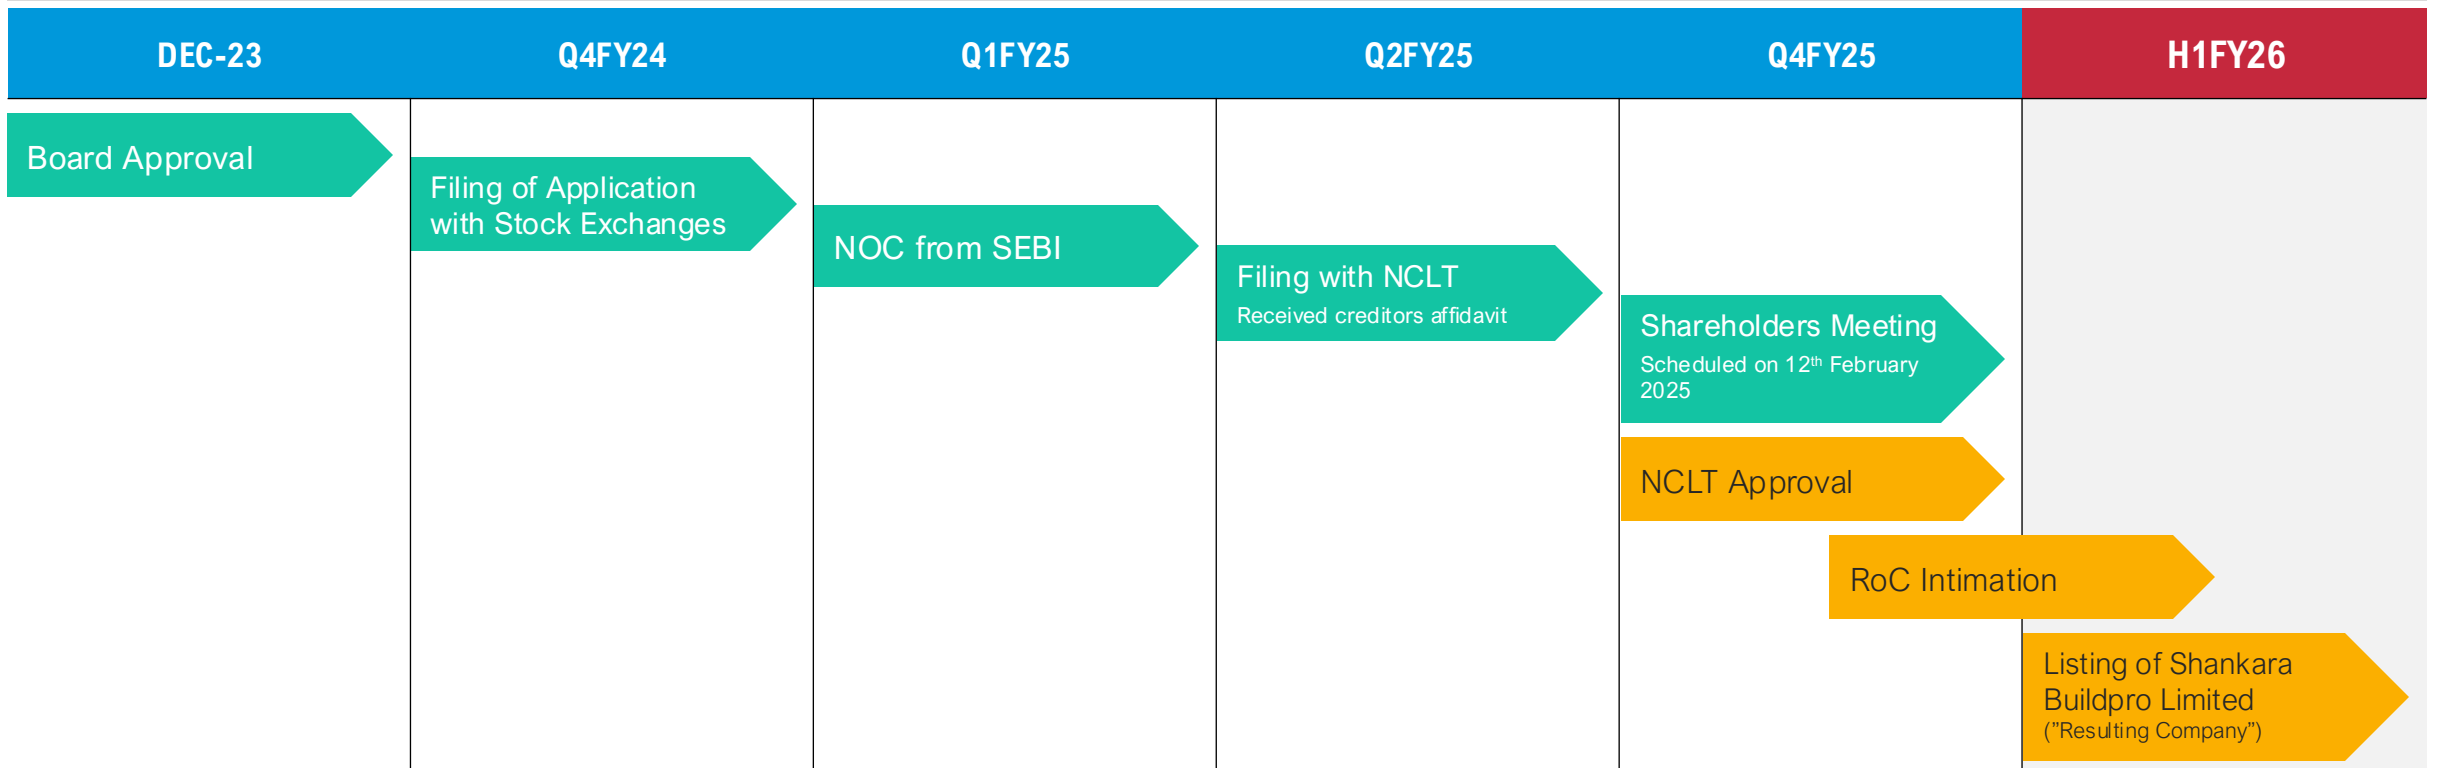 DEC-23
Q4FY24
Q1FY25
Q2FY25
Q4FY25
H1FY26
Board Approval
Filing of Application
with Stock Exchanges
NOC from SEBI
Filing with NCLT
Received creditors affidavit
Shareholders Meeting
Scheduled on 12th February
2025
NCLT Approval
RoC Intimation
Listing of Shankara
Buildpro Limited
(”Resulting Company”)